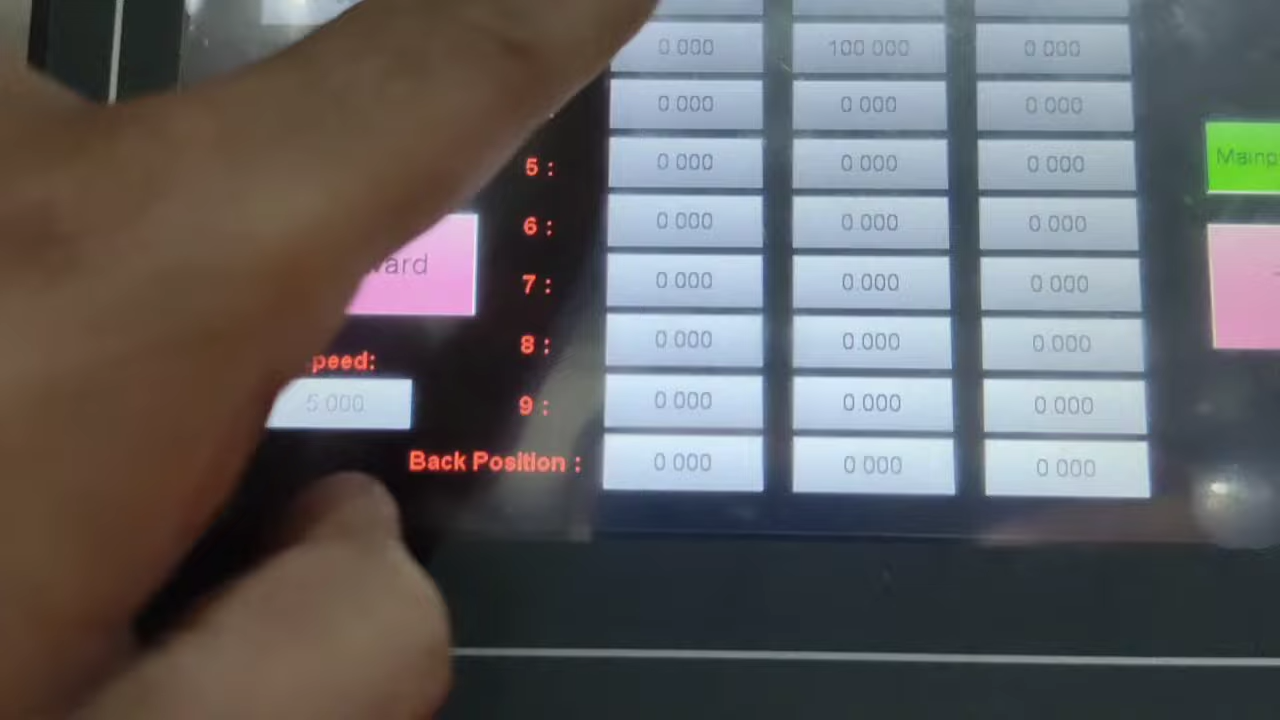 0.000 100.000 0.000
0.000 0.000 0.000
5 : 0.000 0.000 0.000
6 : 0.000 0.000 0.000
ward
7 : 0.000 0.000 0.000
8 : 0.000 0.000 0.000
peed:
5.000
9 : 0.000 0.000 0.000
Back Position : 0.000 0.000 0.000
Mainp